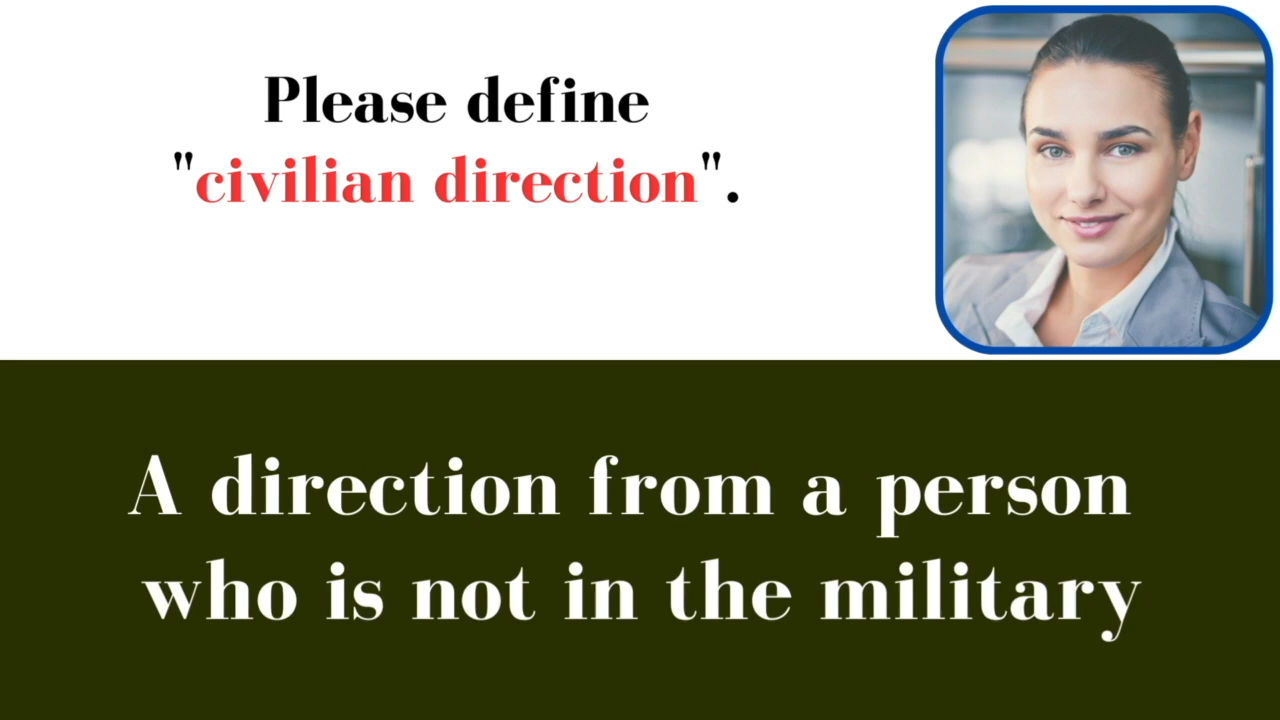 Please define
"civilian direction".
A direction from a person
who is not in the military